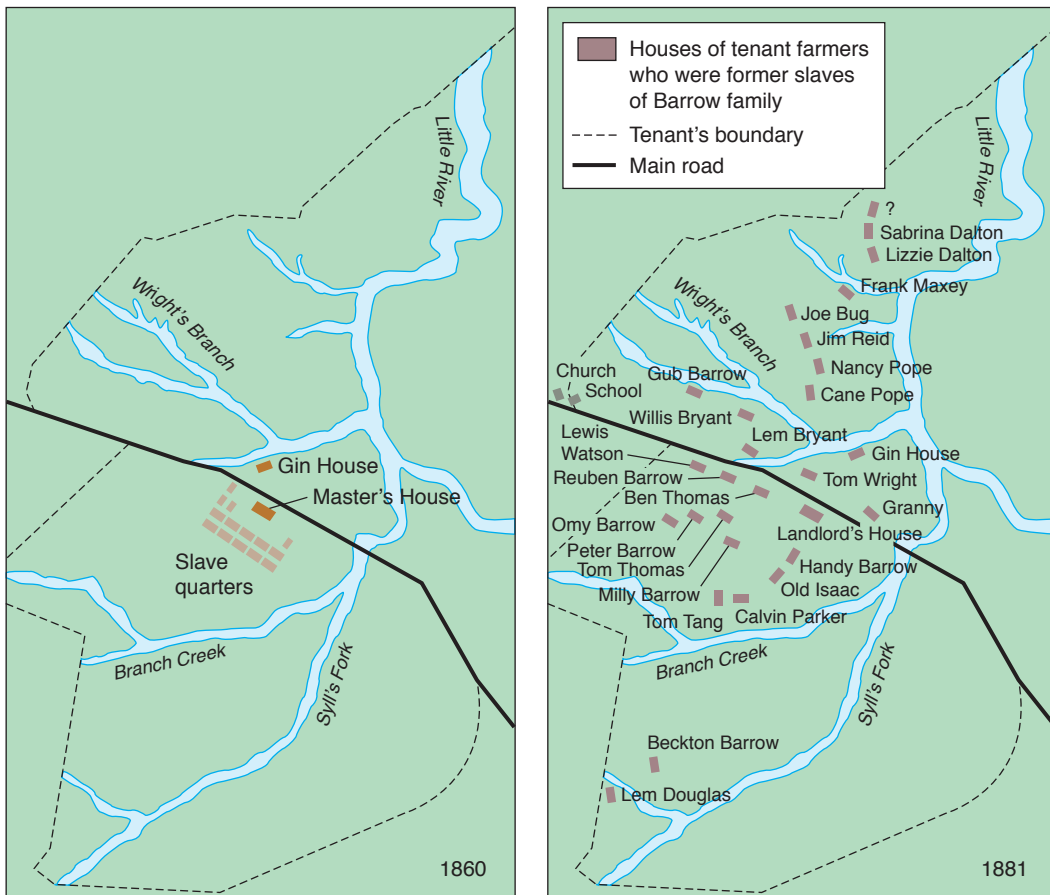 Little River
Wright's Branch
Gin House
Master's House
Slave
quarters
Branch Creek
Syll's Fork
1860
Houses of tenant farmers
who were former slaves
of Barrow family
Tenant's boundary
Main road
Little River
?
Sabrina Dalton
Lizzie Dalton
Frank Maxey
Joe Bug
Jim Reid
Wright's Branch
Nancy Pope
Cane Pope
Church
School
Gub Barrow
Willis Bryant
Lem Bryant
Gin House
Lewis
Watson
Tom Wright
Reuben Barrow
Ben Thomas
Granny
Omy Barrow
Landlord's House
Peter Barrow
Tom Thomas
Handy Barrow
Old Isaac
Milly Barrow
Calvin Parker
Tom Tang
Branch Creek
Syll's Fork
Beckton Barrow
Lem Douglas
1881